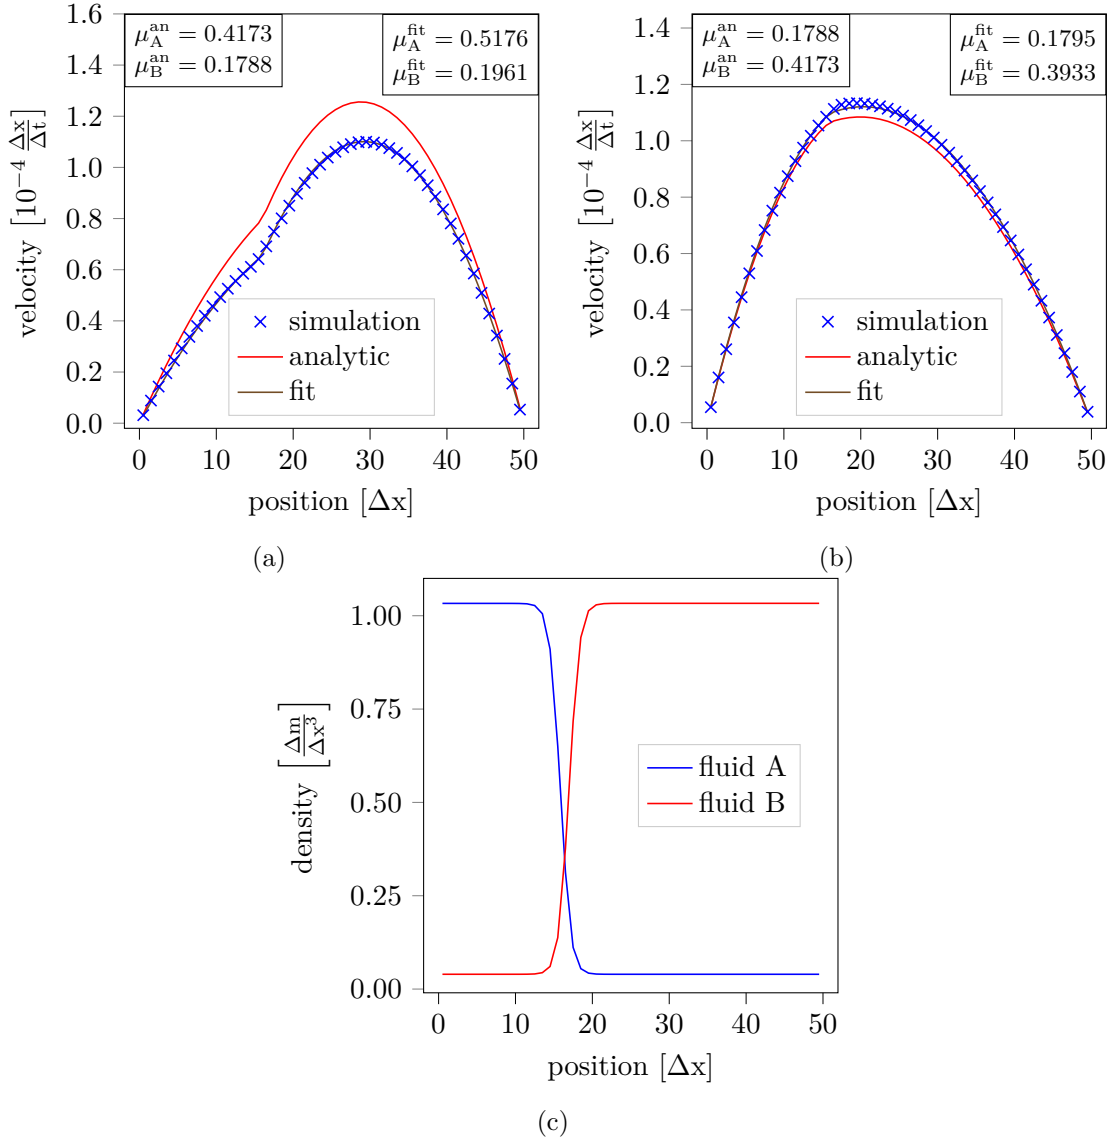 1.6
1.4
1.2
1.0
0.8
0.6
0.4
0.2
0.0
velocity [10⁻⁴ Δx/Δt]
μ_A^an = 0.4173
μ_B^an = 0.1788
μ_A^fit = 0.5176
μ_B^fit = 0.1961
simulation
analytic
fit
0 10 20 30 40 50
position [Δx]
(a)
1.4
1.2
1.0
0.8
0.6
0.4
0.2
0.0
velocity [10⁻⁴ Δx/Δt]
μ_A^an = 0.1788
μ_B^an = 0.4173
μ_A^fit = 0.1795
μ_B^fit = 0.3933
simulation
analytic
fit
0 10 20 30 40 50
position [Δx]
(b)
1.00
0.75
0.50
0.25
0.00
density [Δm/Δx³]
fluid A
fluid B
0 10 20 30 40 50
position [Δx]
(c)